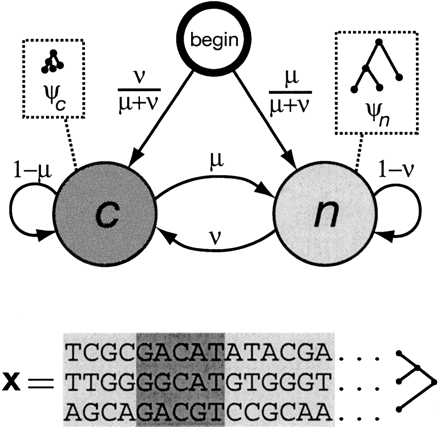 begin
ν
μ+ν
μ
μ+ν
ψc
ψn
1–μ
μ
1–ν
c
n
ν
TCGCGACATATACGA...
x = TTGGGGCATGTGGGT...
AGCAGACGTCCGCAA...